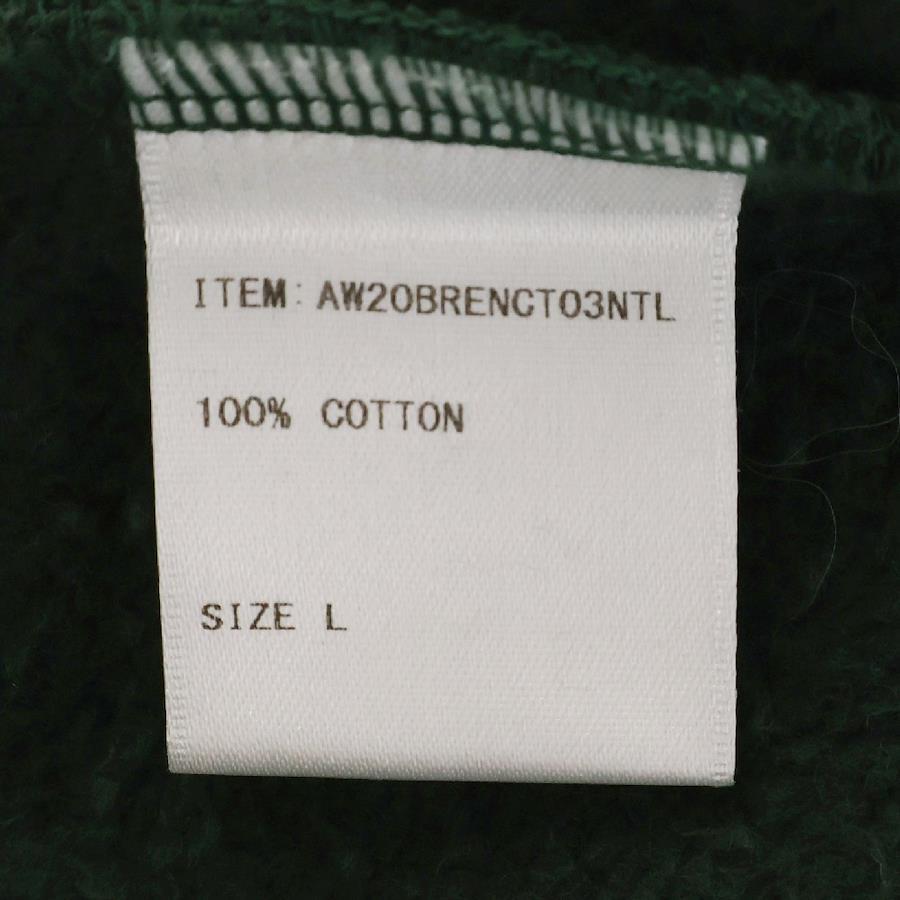 ITEM: AW20BRENCT03NTL
100% COTTON
SIZE L